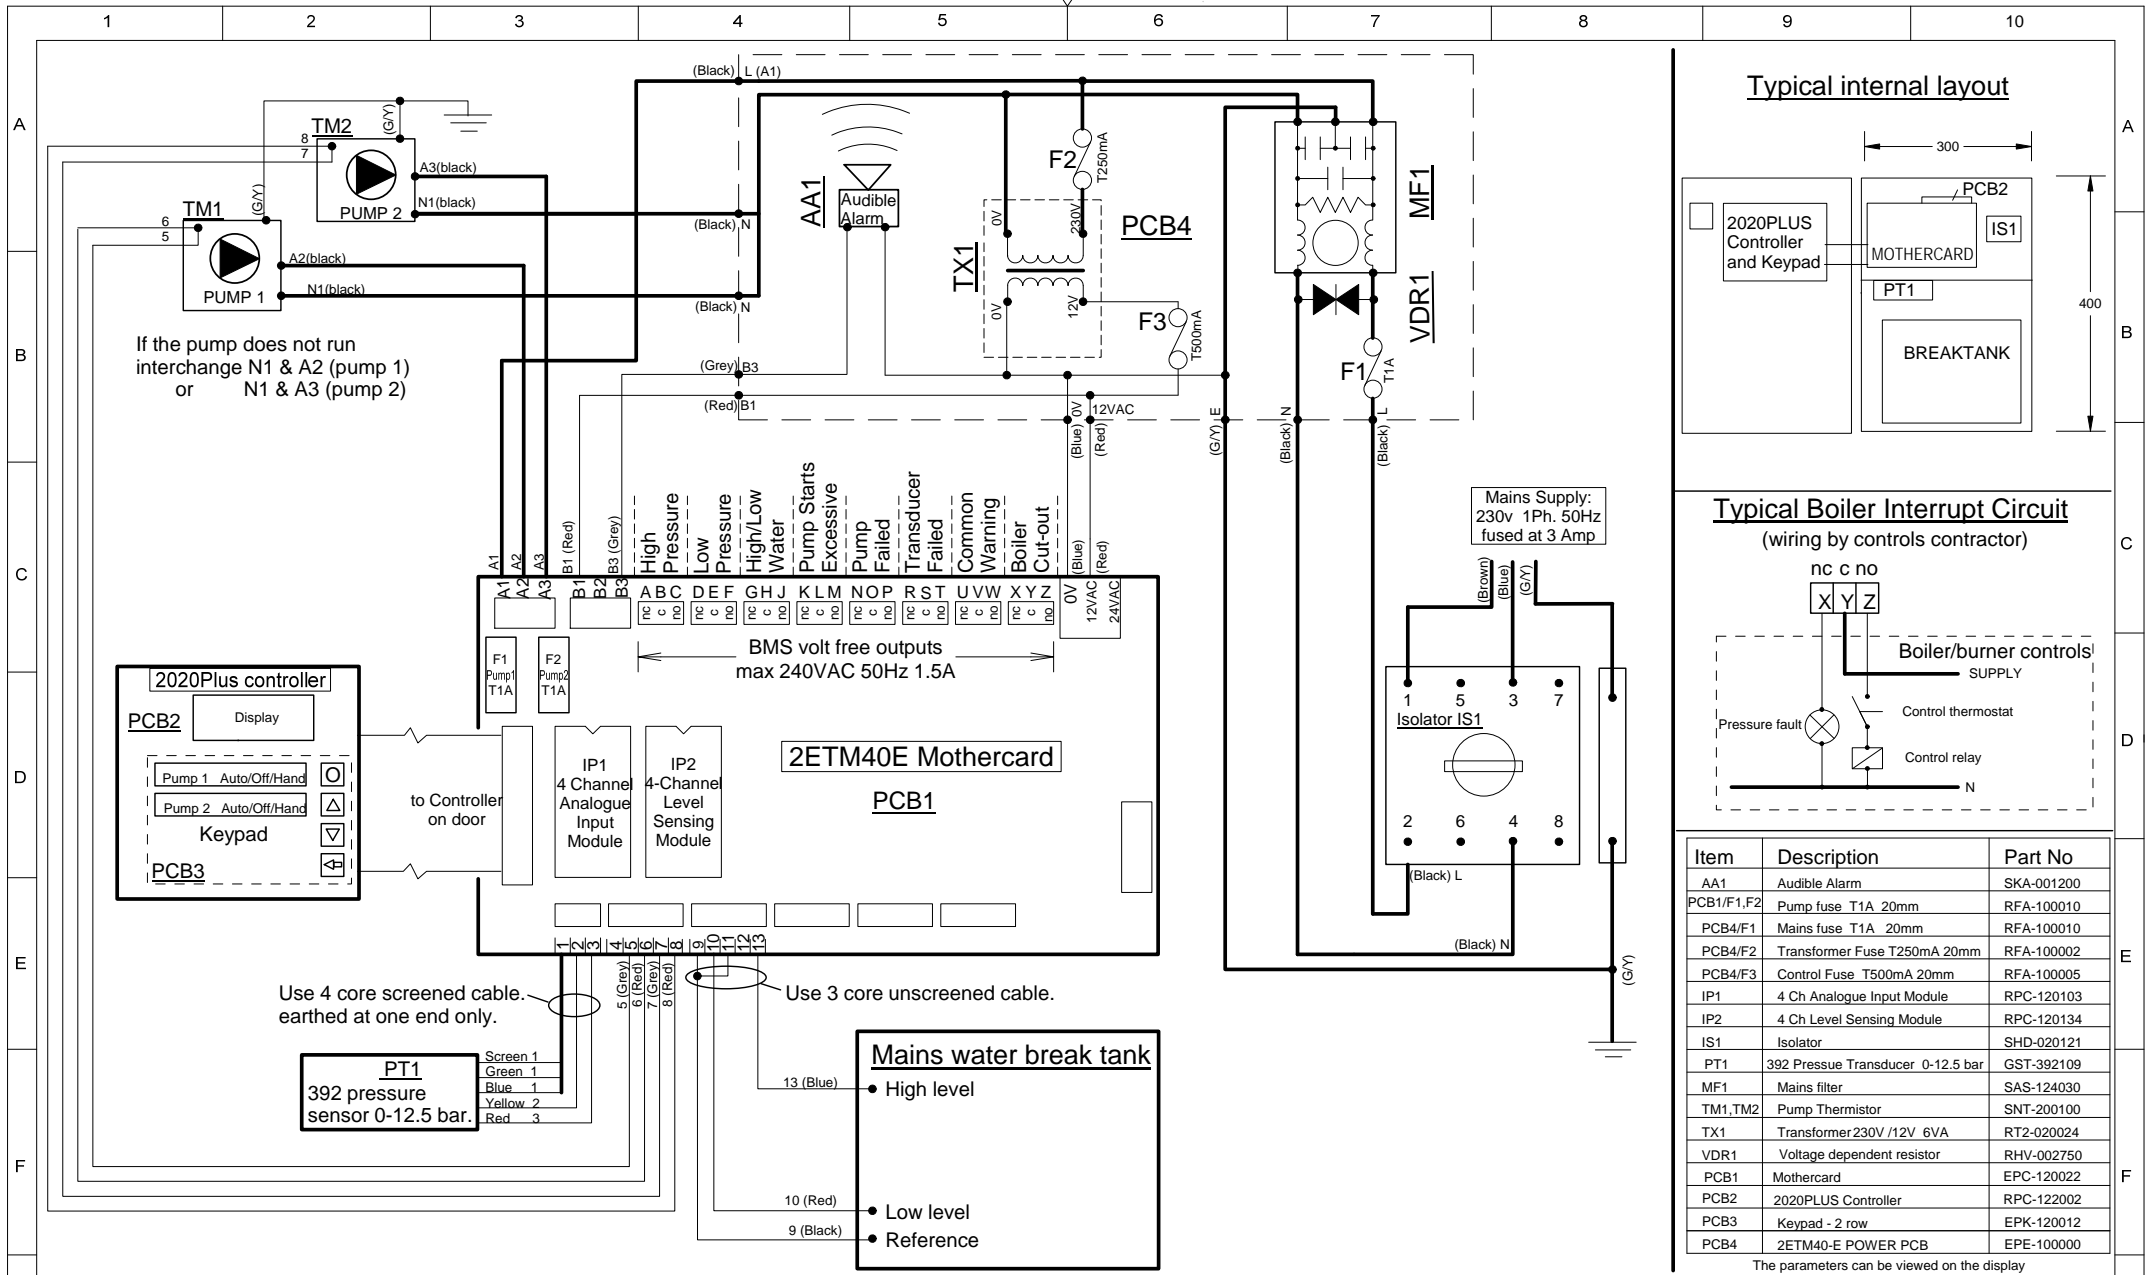 1 2 3 4 5 6 7 8 9 10
A
B
C
D
E
F
A
B
C
D
E
F
(Black) L (A1)
TM2
8
7
(G/Y)
A3(black)
N1(black)
PUMP 2
(Black) N
TM1
6
5
(G/Y)
A2(black)
N1(black)
PUMP 1
(Black) N
If the pump does not run
interchange N1 & A2 (pump 1)
or N1 & A3 (pump 2)
AA1
Audible
Alarm
F2
T250mA
0V
230V
PCB4
TX1
0V
12V
F3
T500mA
MF1
VDR1
F1
T1A
(Grey) B3
(Red) B1
0V
12VAC
(Blue)
(Red)
E
(G/Y)
N
(Black)
L
(Black)
A1
A2
A3
B1 (Red)
B3 (Grey)
High
Pressure
Low
Pressure
High/Low
Water
Pump Starts
Excessive
Pump
Failed
Transducer
Failed
Common
Warning
Boiler
Cut-out
(Blue)
(Red)
A1
A2
A3
B1
B2
B3
A B C D E F G H J K L M N O P R S T U V W X Y Z
nc c no nc c no nc c no nc c no nc c no nc c no nc c no nc c no
0V
12VAC
24VAC
BMS volt free outputs
max 240VAC 50Hz 1.5A
F1
Pump1
T1A
F2
Pump2
T1A
2020Plus controller
PCB2
Display
Pump 1 Auto/Off/Hand O
Pump 2 Auto/Off/Hand
Keypad
PCB3
to Controller
on door
IP1
4 Channel
Analogue
Input
Module
IP2
4-Channel
Level
Sensing
Module
2ETM40E Mothercard
PCB1
1 2 3 4 5 6 7 8 9 10 11 12 13
5 (Grey)
6 (Red)
7 (Grey)
8 (Red)
Use 4 core screened cable.
earthed at one end only.
Use 3 core unscreened cable.
PT1
392 pressure
sensor 0-12.5 bar.
Screen 1
Green 1
Blue 1
Yellow 2
Red 3
Mains water break tank
13 (Blue)
High level
10 (Red)
Low level
9 (Black)
Reference
Mains Supply:
230v 1Ph. 50Hz
fused at 3 Amp
(Brown)
(Blue)
(G/Y)
1 5 3 7
Isolator IS1
2 6 4 8
(Black) L
(Black) N
(G/Y)
Typical internal layout
300
PCB2
2020PLUS
Controller
and Keypad
MOTHERCARD
IS1
PT1
400
BREAKTANK
Typical Boiler Interrupt Circuit
(wiring by controls contractor)
nc c no
X Y Z
Boiler/burner controls
SUPPLY
Pressure fault
Control thermostat
Control relay
N
Item Description Part No
AA1 Audible Alarm SKA-001200
PCB1/F1,F2 Pump fuse T1A 20mm RFA-100010
PCB4/F1 Mains fuse T1A 20mm RFA-100010
PCB4/F2 Transformer Fuse T250mA 20mm RFA-100002
PCB4/F3 Control Fuse T500mA 20mm RFA-100005
IP1 4 Ch Analogue Input Module RPC-120103
IP2 4 Ch Level Sensing Module RPC-120134
IS1 Isolator SHD-020121
PT1 392 Pressue Transducer 0-12.5 bar GST-392109
MF1 Mains filter SAS-124030
TM1,TM2 Pump Thermistor SNT-200100
TX1 Transformer 230V /12V 6VA RT2-020024
VDR1 Voltage dependent resistor RHV-002750
PCB1 Mothercard EPC-120022
PCB2 2020PLUS Controller RPC-122002
PCB3 Keypad - 2 row EPK-120012
PCB4 2ETM40-E POWER PCB EPE-100000
The parameters can be viewed on the display